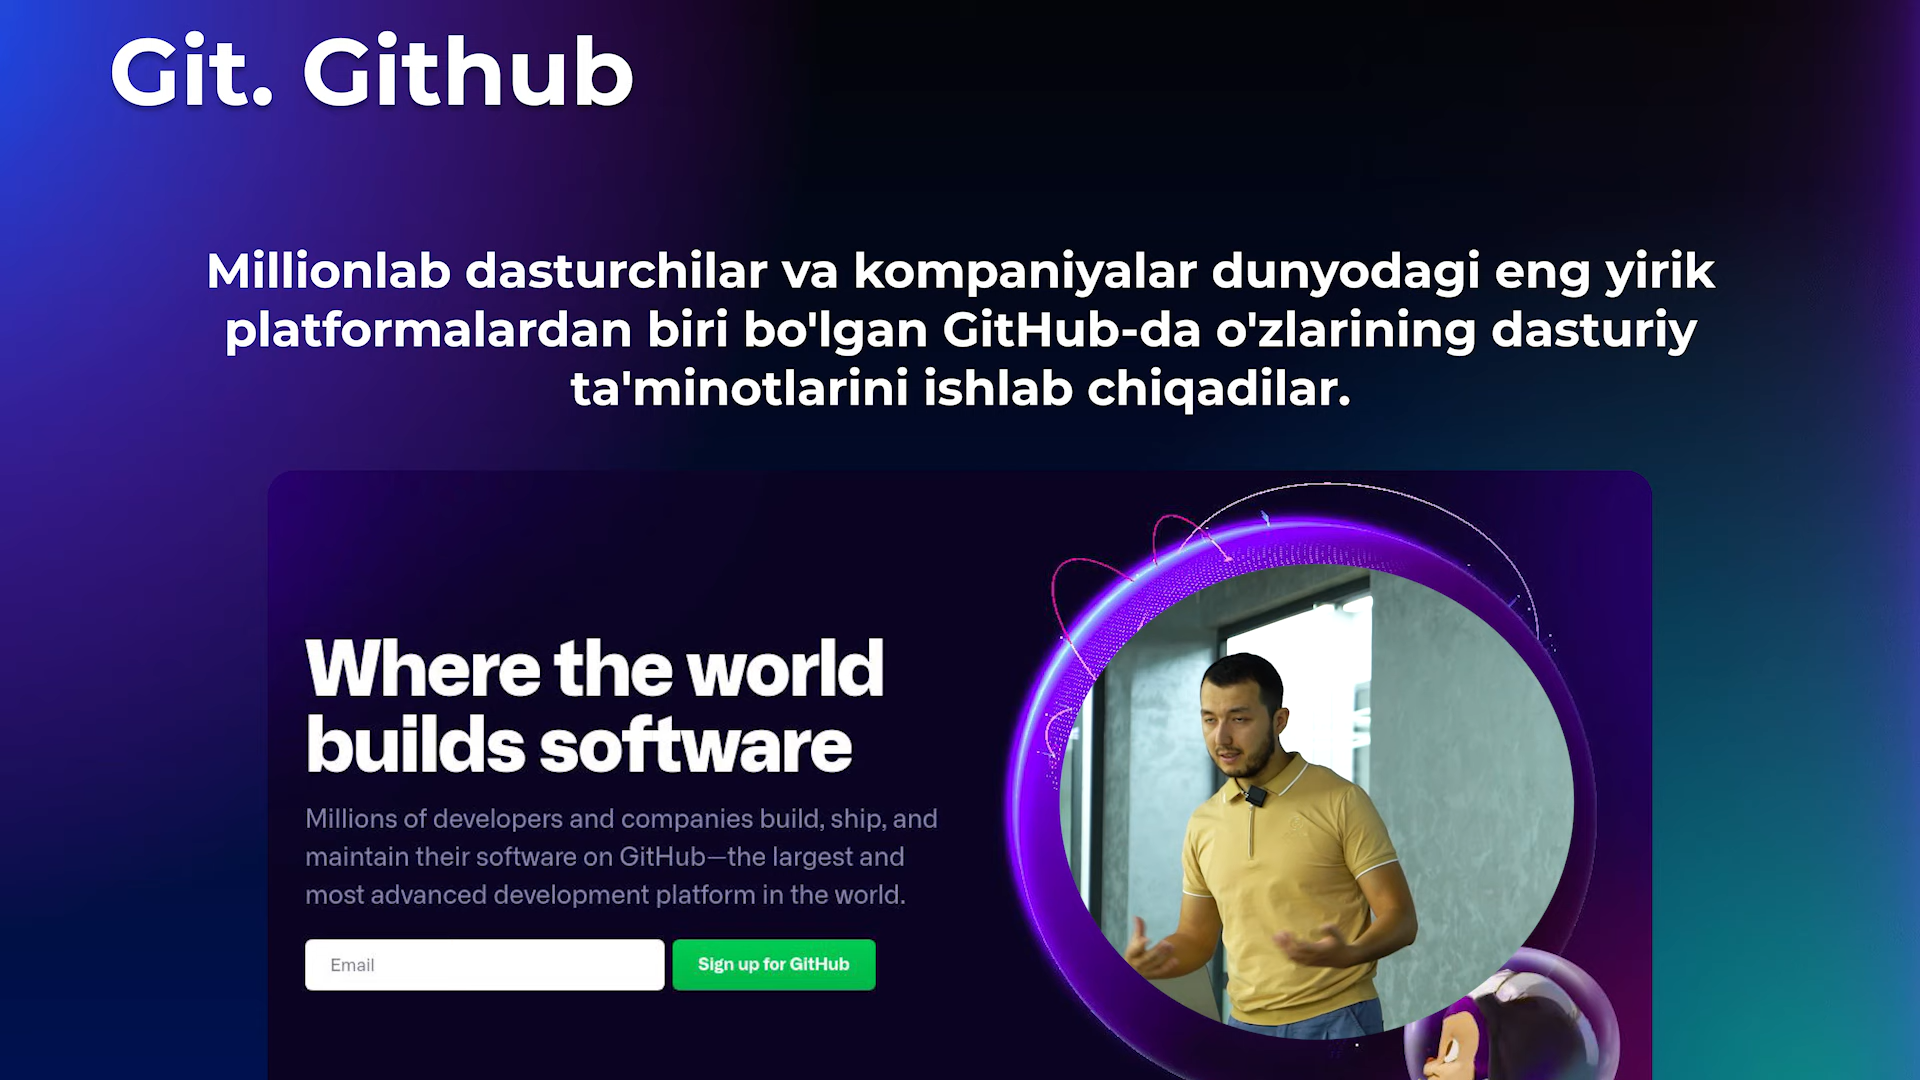 Git. Github
Millionlab dasturchilar va kompaniyalar dunyodagi eng yirik
platformalardan biri bo'lgan GitHub-da o'zlarining dasturiy
ta'minotlarini ishlab chiqadilar.
Where the world
builds software
Millions of developers and companies build, ship, and
maintain their software on GitHub—the largest and
most advanced development platform in the world.
Email
Sign up for GitHub